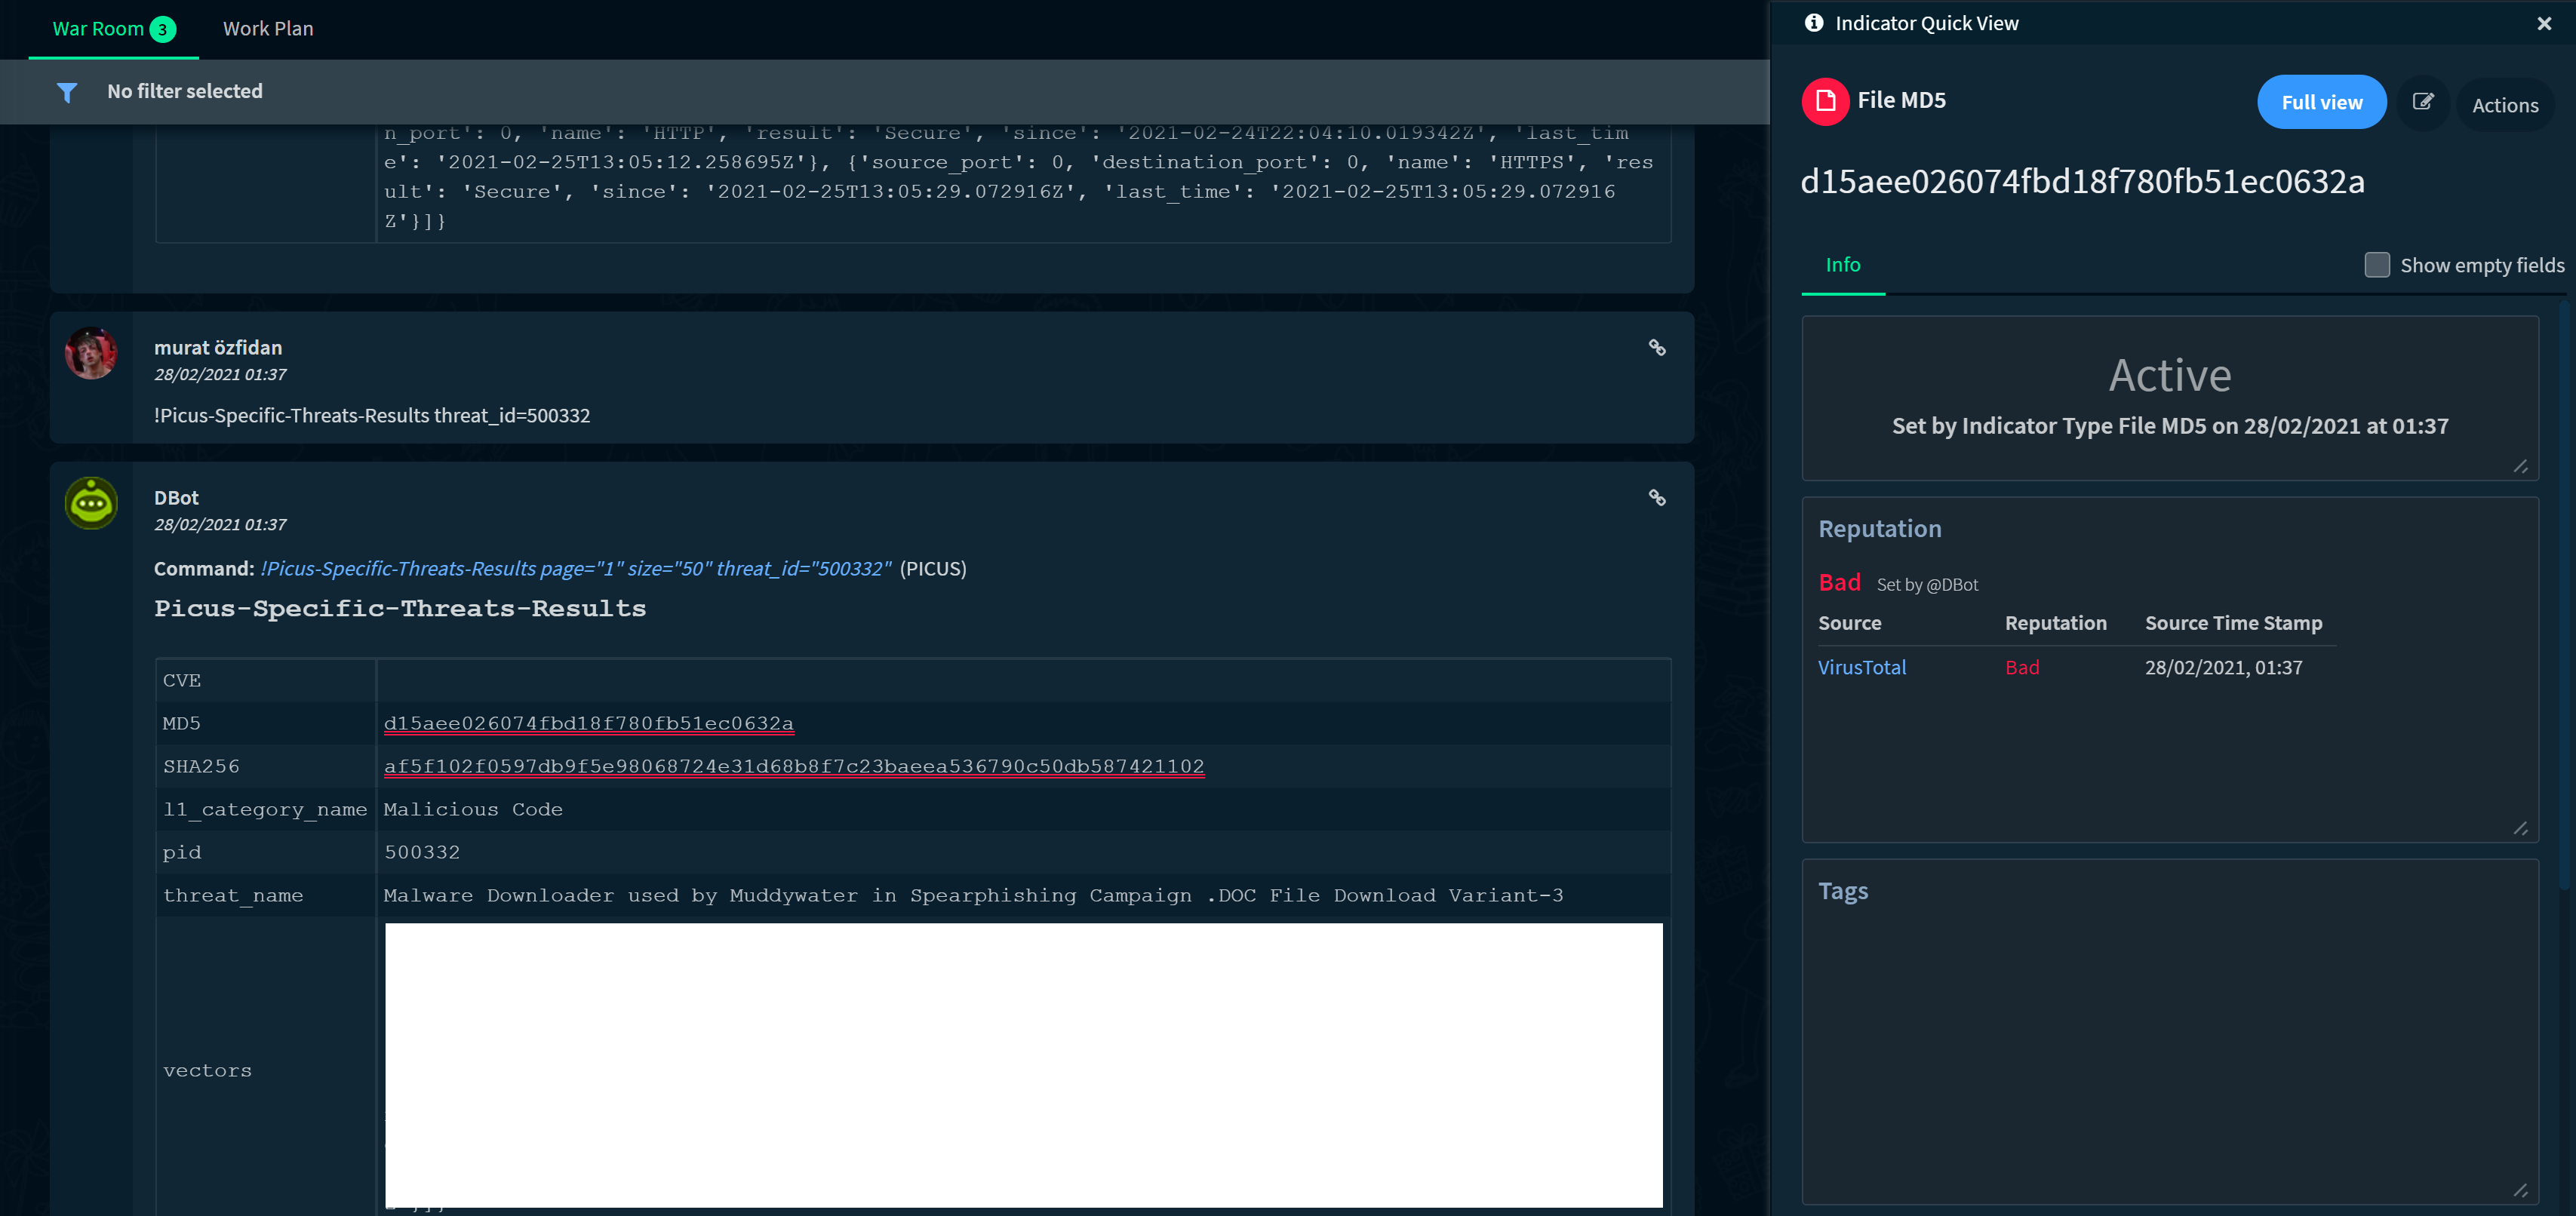 War Room 3 Work Plan
No filter selected
n_port': 0, 'name': 'HTTP', 'result': 'Secure', 'since': '2021-02-24T22:04:10.019342Z', 'last_tim
e': '2021-02-25T13:05:12.258695Z'}, {'source_port': 0, 'destination_port': 0, 'name': 'HTTPS', 'res
ult': 'Secure', 'since': '2021-02-25T13:05:29.072916Z', 'last_time': '2021-02-25T13:05:29.072916
Z'}]}
murat özfidan
28/02/2021 01:37
!Picus-Specific-Threats-Results threat_id=500332
DBot
28/02/2021 01:37
Command: !Picus-Specific-Threats-Results page="1" size="50" threat_id="500332" (PICUS)
Picus-Specific-Threats-Results
CVE
MD5 d15aee026074fbd18f780fb51ec0632a
SHA256 af5f102f0597db9f5e98068724e31d68b8f7c23baeea536790c50db587421102
l1_category_name Malicious Code
pid 500332
threat_name Malware Downloader used by Muddywater in Spearphishing Campaign .DOC File Download Variant-3
vectors
Indicator Quick View
File MD5 Full view Actions
d15aee026074fbd18f780fb51ec0632a
Info Show empty fields
Active
Set by Indicator Type File MD5 on 28/02/2021 at 01:37
Reputation
Bad Set by @DBot
Source Reputation Source Time Stamp
VirusTotal Bad 28/02/2021, 01:37
Tags